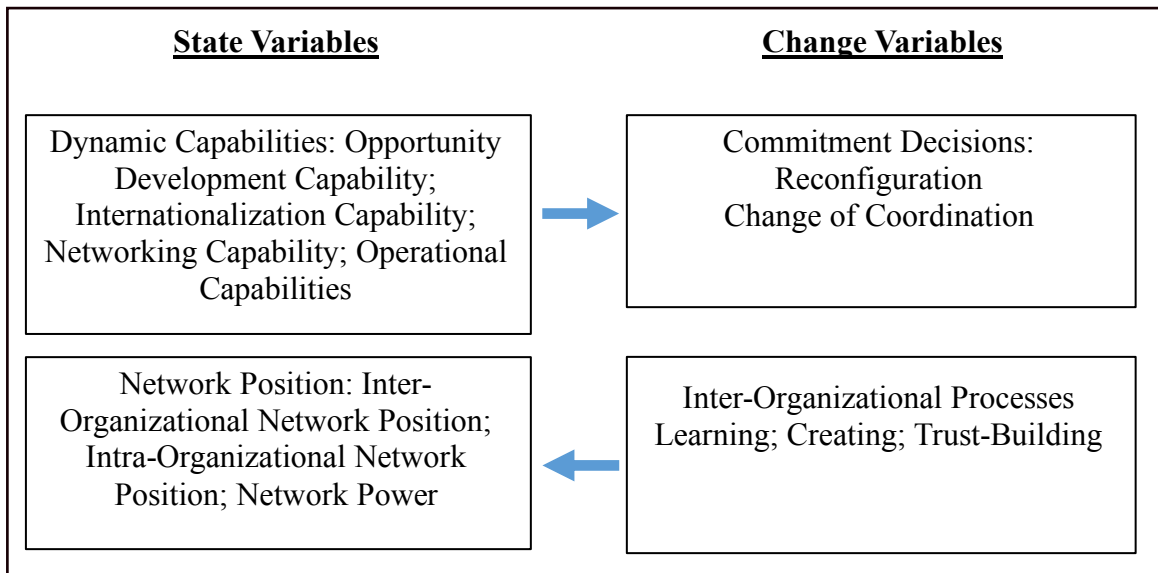 State Variables
Change Variables
Dynamic Capabilities: Opportunity
Development Capability;
Internationalization Capability;
Networking Capability; Operational
Capabilities
Commitment Decisions:
Reconfiguration
Change of Coordination
Network Position: Inter-
Organizational Network Position;
Intra-Organizational Network
Position; Network Power
Inter-Organizational Processes
Learning; Creating; Trust-Building